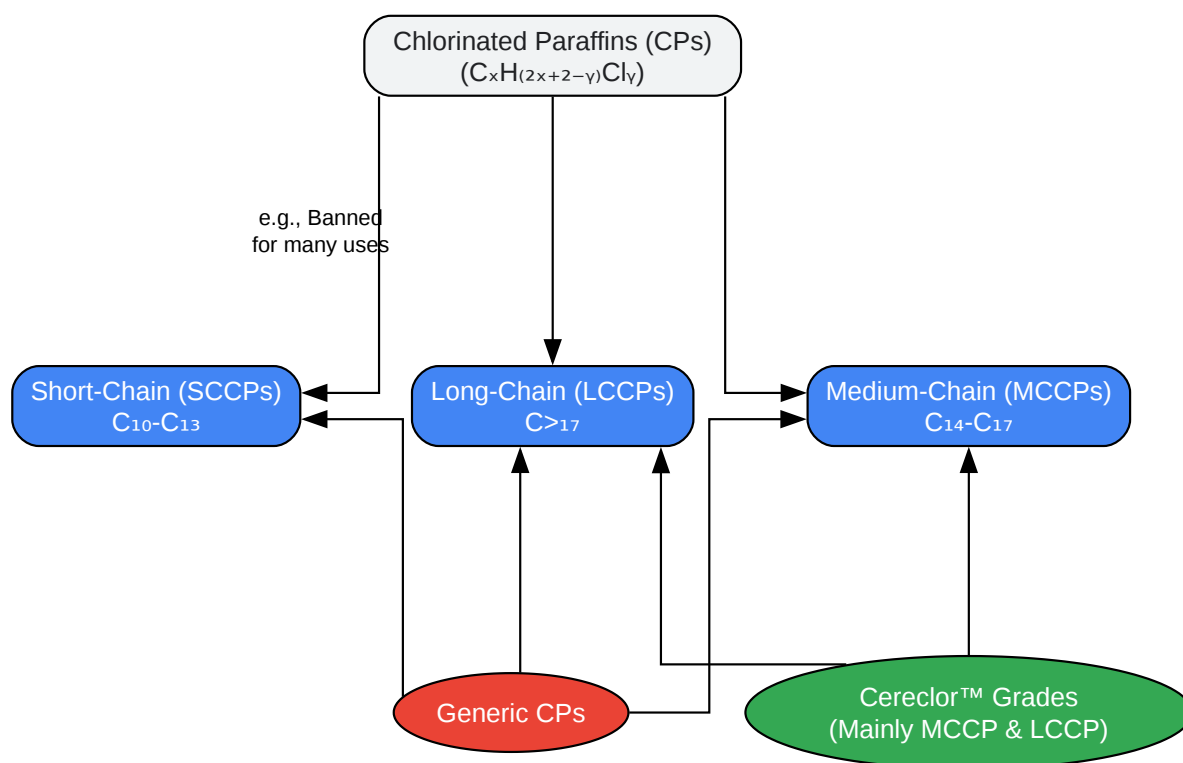 Chlorinated Paraffins (CPs)
(CₓH₍₂ₓ₊₂₋ᵧ₎Clᵧ)
e.g., Banned
for many uses
Short-Chain (SCCPs)
C₁₀-C₁₃
Long-Chain (LCCPs)
C>₁₇
Medium-Chain (MCCPs)
C₁₄-C₁₇
Generic CPs
Cereclor™ Grades
(Mainly MCCP & LCCP)